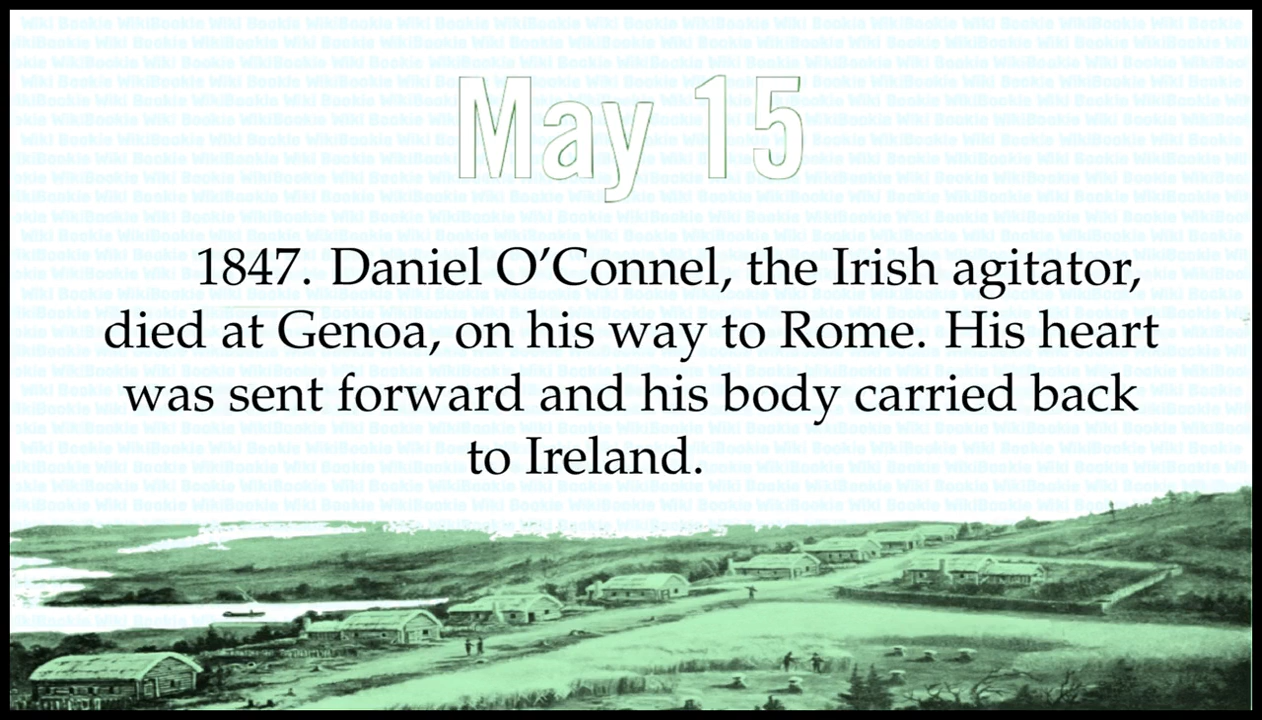 May 15
1847. Daniel O’Connel, the Irish agitator,
died at Genoa, on his way to Rome. His heart
was sent forward and his body carried back
to Ireland.